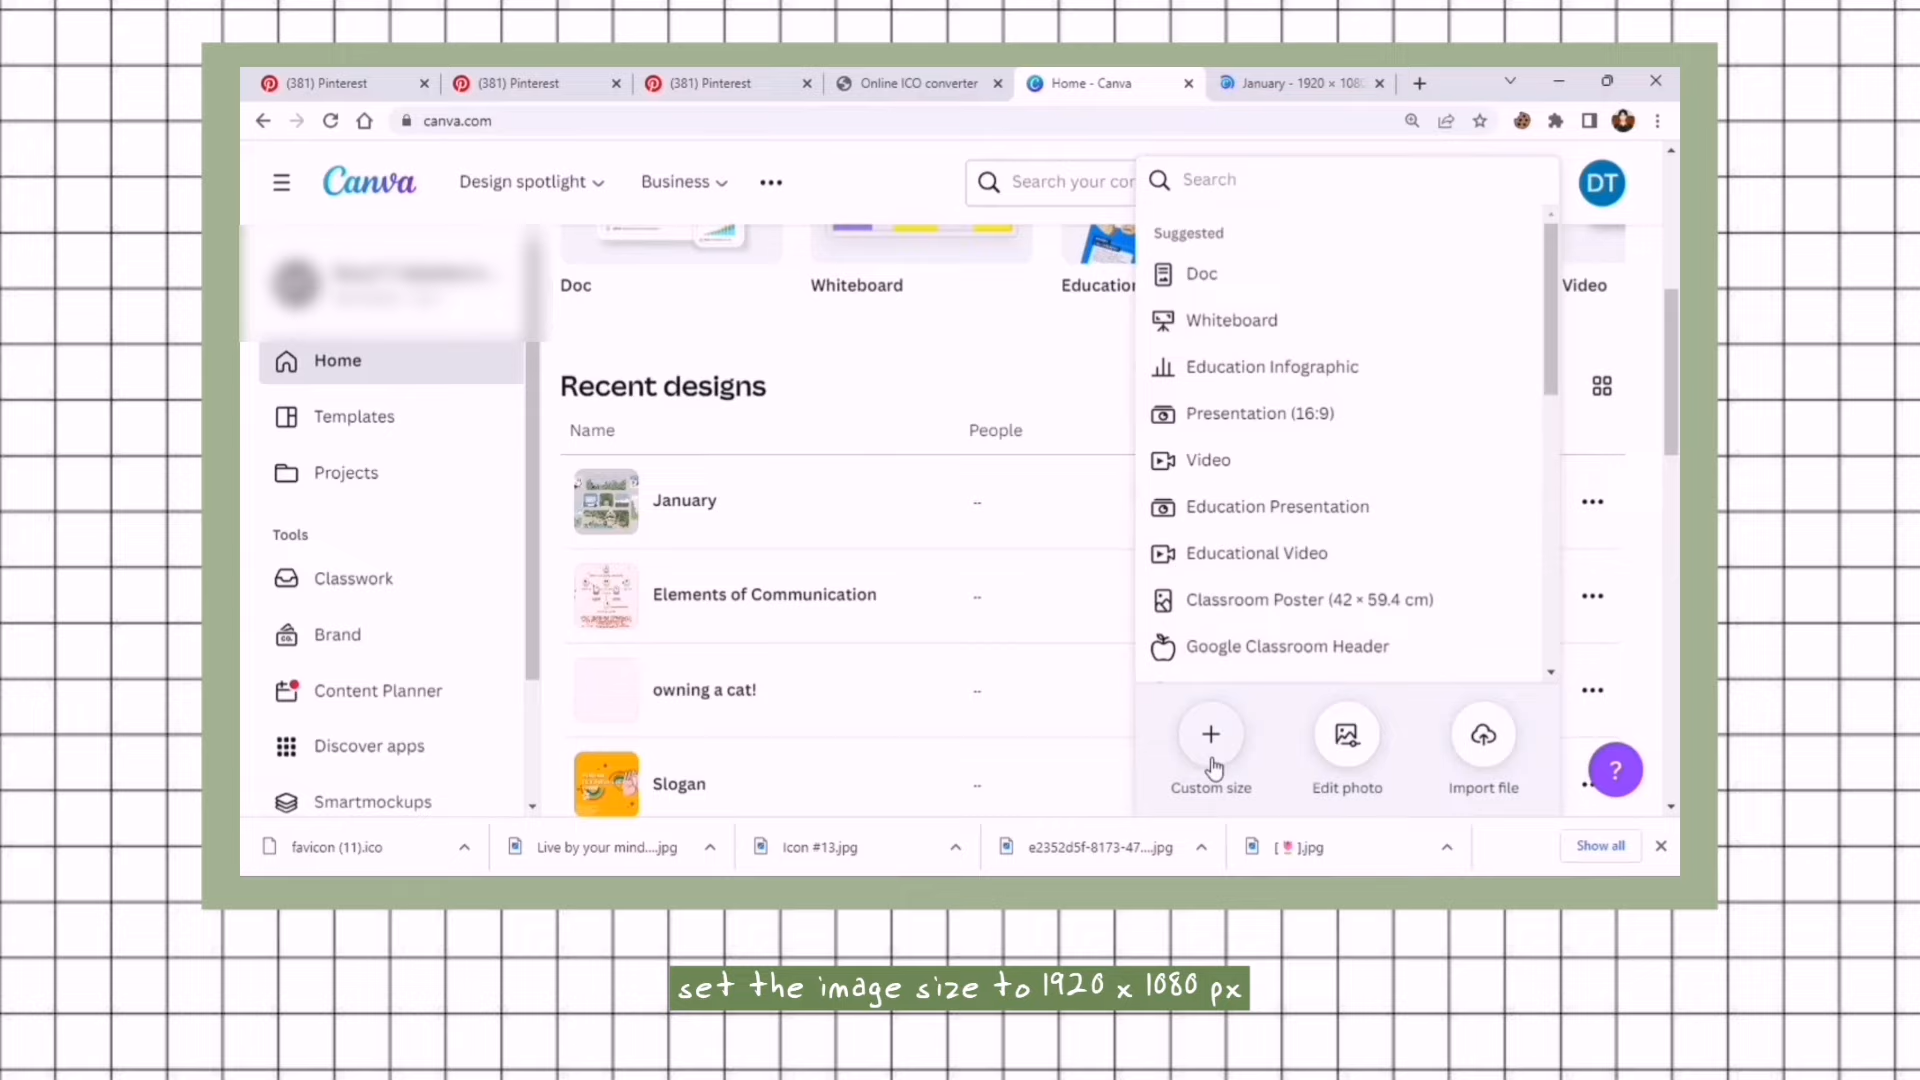 (381) Pinterest
(381) Pinterest
(381) Pinterest
Online ICO converter
Home - Canva
January - 1920 × 108
canva.com
Canva
Design spotlight
Business
Search your cor
Search
DT
Suggested
Doc
Whiteboard
Education Infographic
Presentation (16:9)
Video
Education Presentation
Educational Video
Classroom Poster (42 × 59.4 cm)
Google Classroom Header
Custom size
Edit photo
Import file
Doc
Whiteboard
Education
Video
Home
Templates
Projects
Tools
Classwork
Brand
Content Planner
Discover apps
Smartmockups
Recent designs
Name
People
January
--
Elements of Communication
--
owning a cat!
--
Slogan
--
?
favicon (11).ico
Live by your mind....jpg
Icon #13.jpg
e2352d5f-8173-47....jpg
[🌷].jpg
Show all
set the image size to 1920 x 1080 px